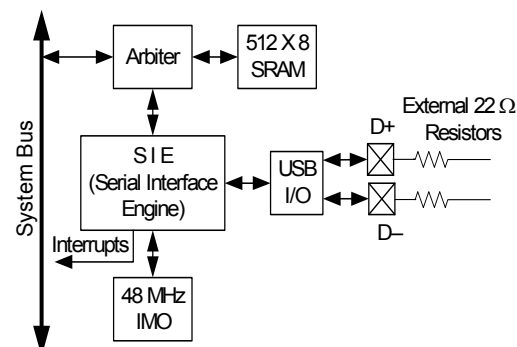 System Bus
Arbiter
512 X 8
SRAM
External 22 Ω
Resistors
D+
S I E
(Serial Interface
Engine)
USB
I/O
D–
Interrupts
48 MHz
IMO